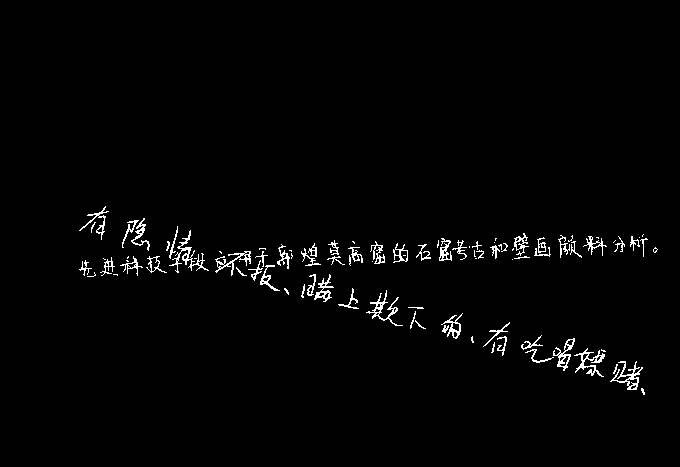 有隐情不报、瞒上欺下的、有吃喝嫖赌、
先进科技手段应用于敦煌莫高窟的石窟考古和壁画颜料分析。